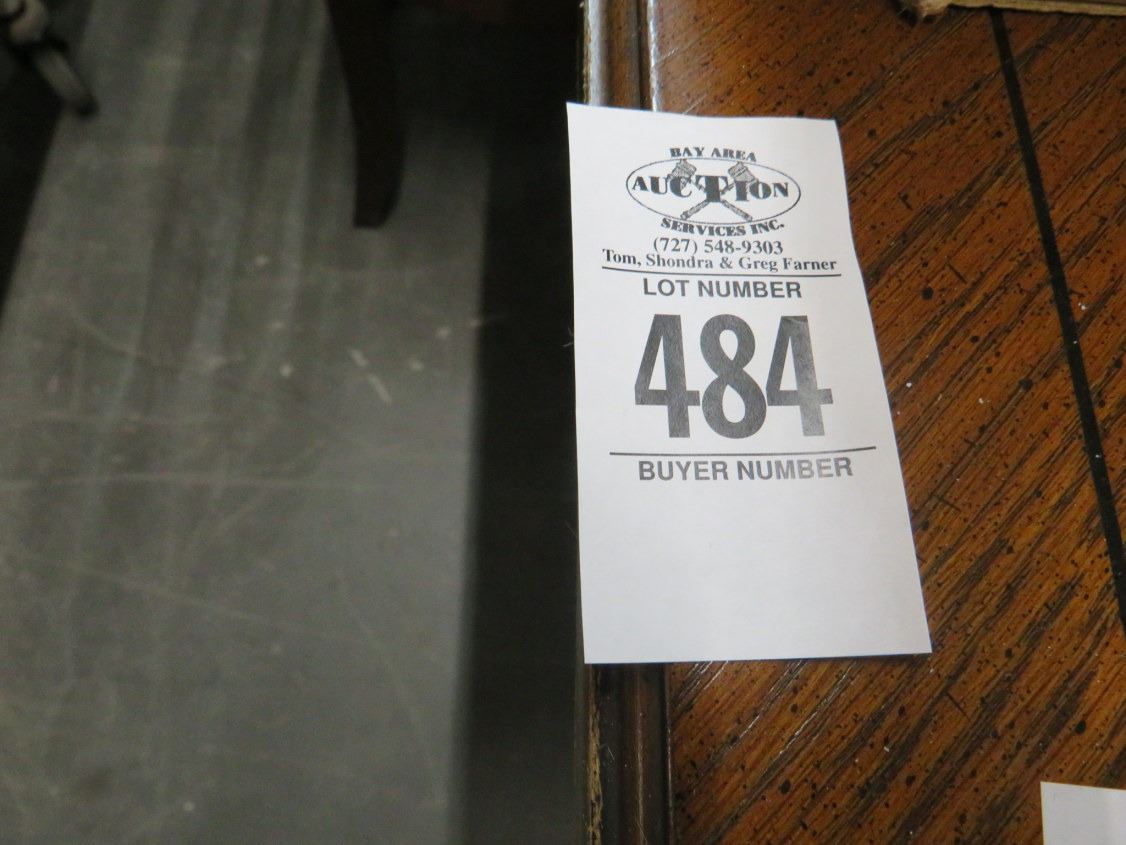 BAY AREA
AUCTION
SERVICES INC.
(727) 548-9303
Tom, Shondra & Greg Farner
LOT NUMBER
484
BUYER NUMBER